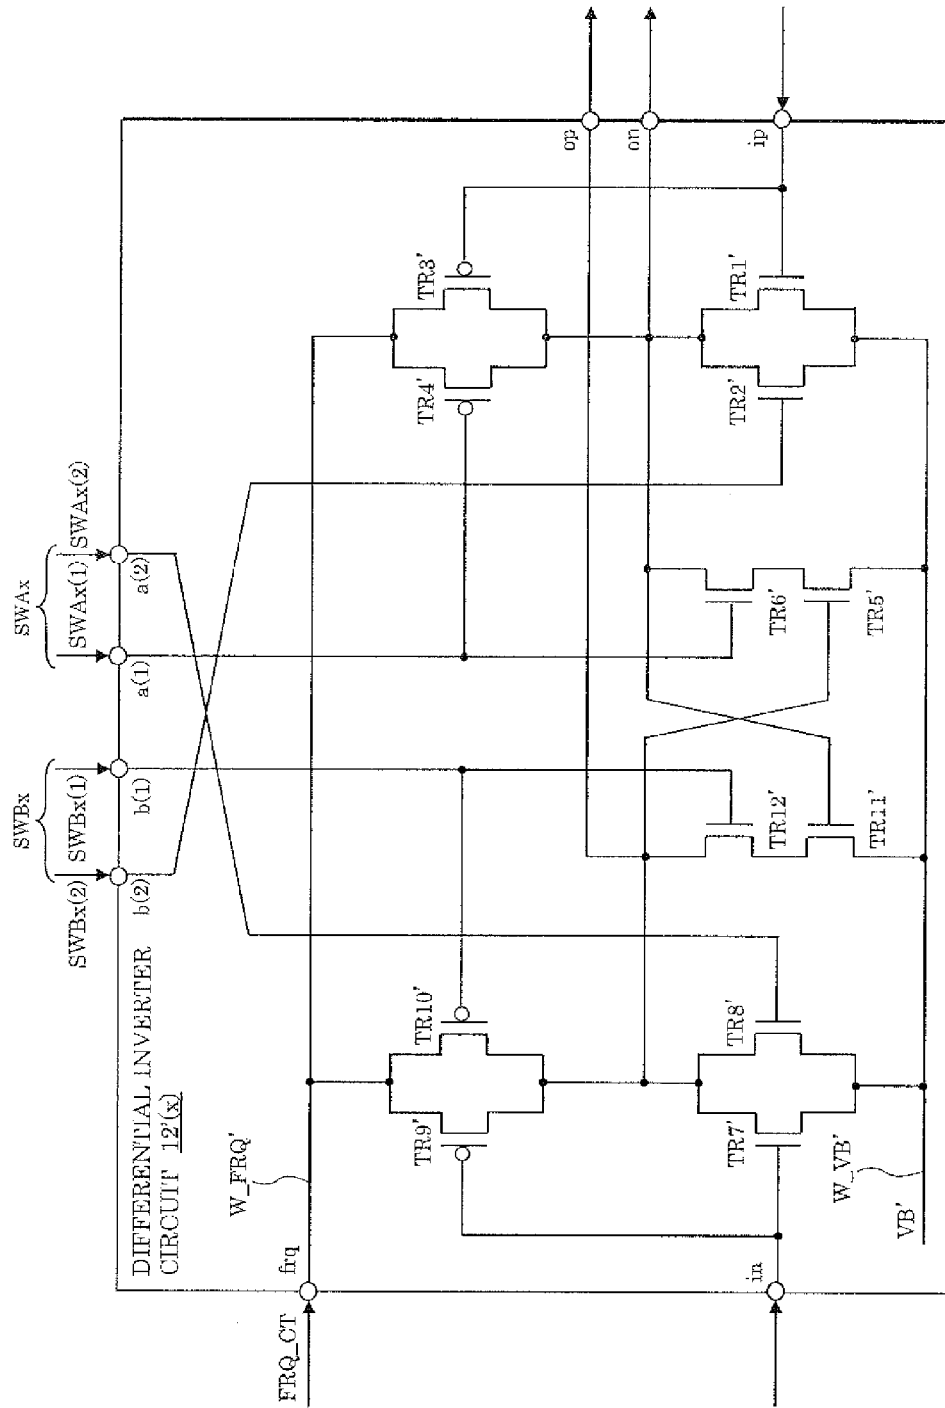 SWBx
SWAx
SWBx(2)
SWBx(1)
SWAx(1)
SWAx(2)
b(2)
b(1)
a(1)
a(2)
DIFFERENTIAL INVERTER
CIRCUIT 12'(x)
FRQ_CT
frq
W_FRQ'
TR9'
TR10'
TR4'
TR3'
op
on
in
ip
TR7'
TR8'
TR12'
TR6'
TR2'
TR1'
TR11'
TR5'
W_VB'
VB'